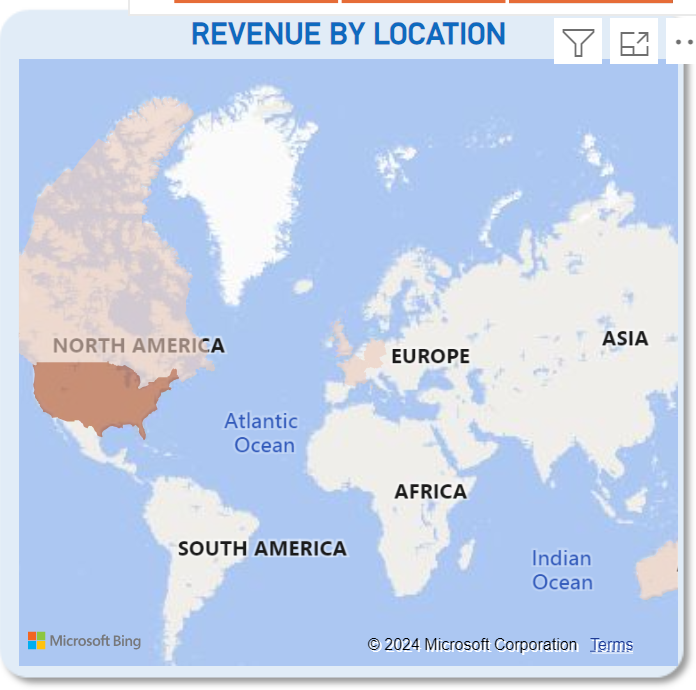 REVENUE BY LOCATION
NORTH AMERICA
ASIA
EUROPE
Atlantic
Ocean
AFRICA
SOUTH AMERICA
Indian
Ocean
Microsoft Bing
© 2024 Microsoft Corporation Terms